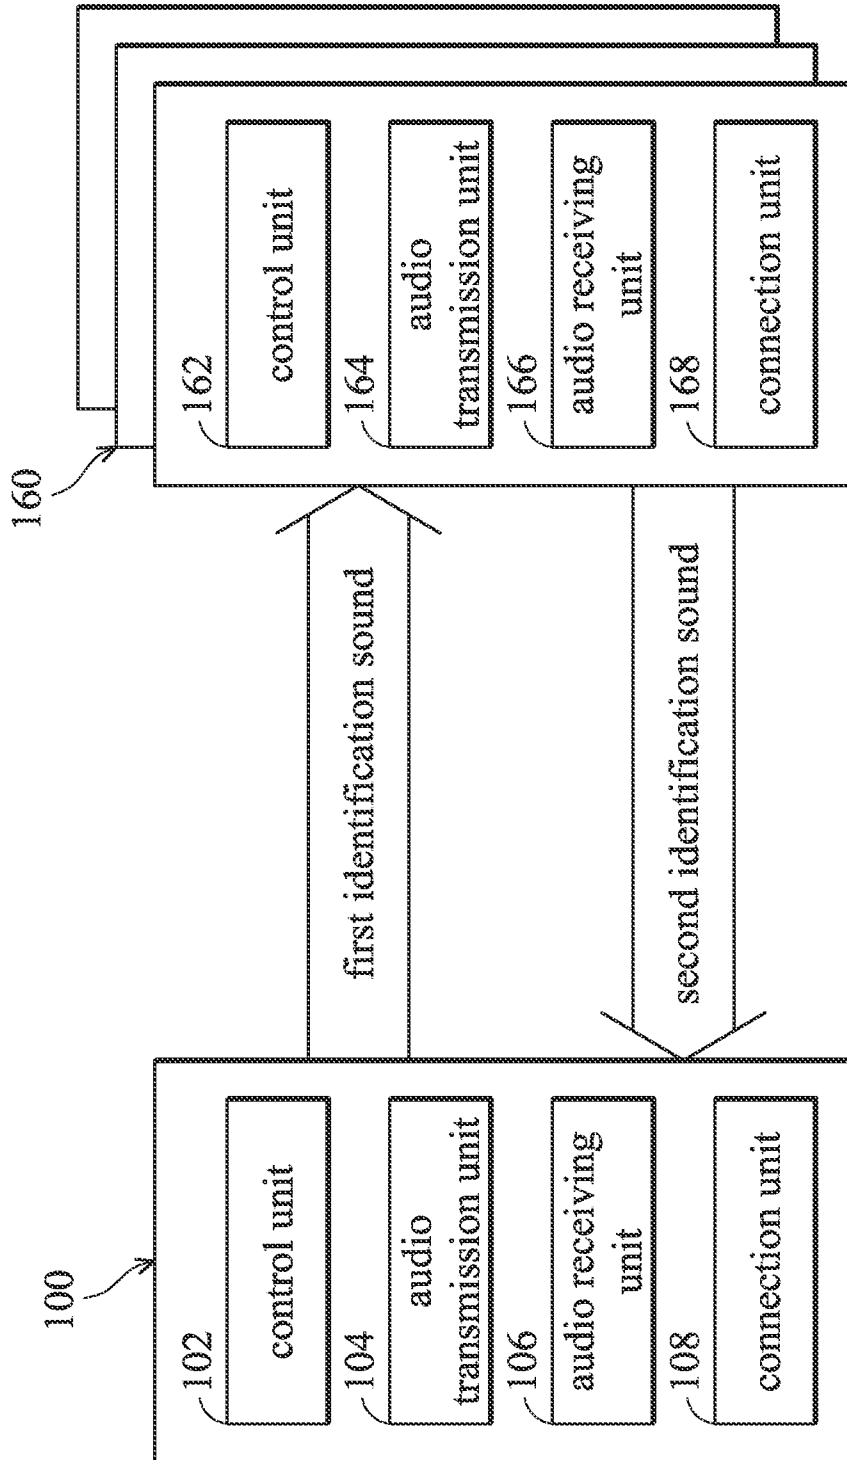 100
102
control unit
104
audio
transmission unit
106
audio receiving
unit
108
connection unit
first identification sound
second identification sound
160
162
control unit
164
audio
transmission unit
166
audio receiving
unit
168
connection unit